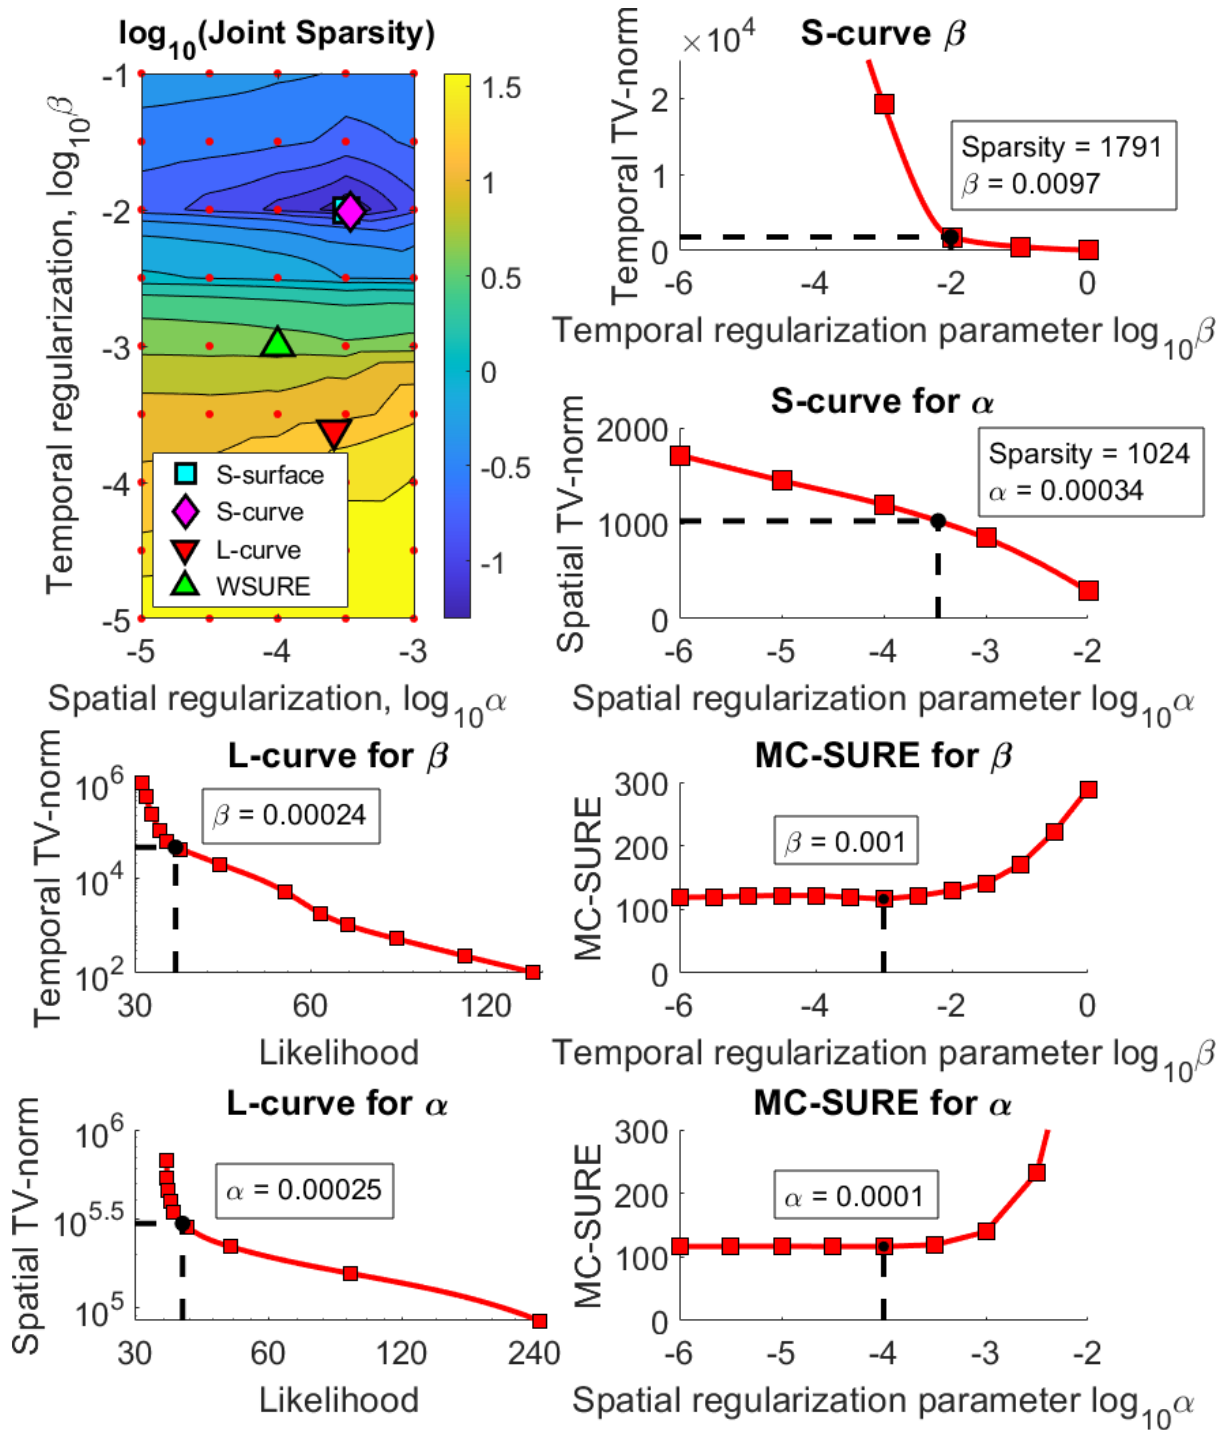 log10(Joint Sparsity)
Temporal regularization, log10β
-1
-2
-3
-4
-5
-5
-4
-3
Spatial regularization, log10α
1.5
1
0.5
0
-0.5
-1
S-surface
S-curve
L-curve
WSURE
S-curve β
×10^4
Temporal TV-norm
2
1
0
-6
-4
-2
0
Temporal regularization parameter log10β
Sparsity = 1791
β = 0.0097
S-curve for α
Spatial TV-norm
2000
1000
0
-6
-5
-4
-3
-2
Spatial regularization parameter log10α
Sparsity = 1024
α = 0.00034
L-curve for β
Temporal TV-norm
10^6
10^4
10^2
30
60
120
Likelihood
β = 0.00024
MC-SURE for β
MC-SURE
300
200
100
0
-6
-4
-2
0
Temporal regularization parameter log10β
β = 0.001
L-curve for α
Spatial TV-norm
10^6
10^5.5
10^5
30
60
120
240
Likelihood
α = 0.00025
MC-SURE for α
MC-SURE
300
200
100
0
-6
-5
-4
-3
-2
Spatial regularization parameter log10α
α = 0.0001